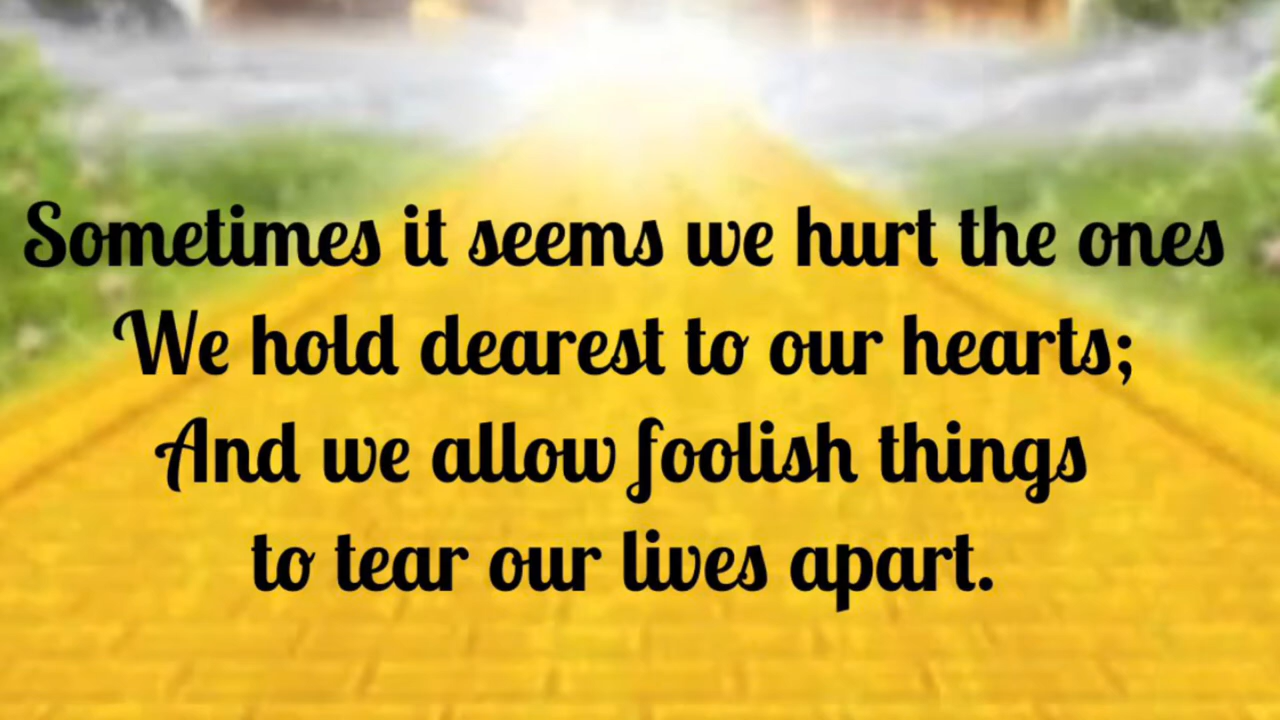 Sometimes it seems we hurt the ones
We hold dearest to our hearts;
And we allow foolish things
to tear our lives apart.